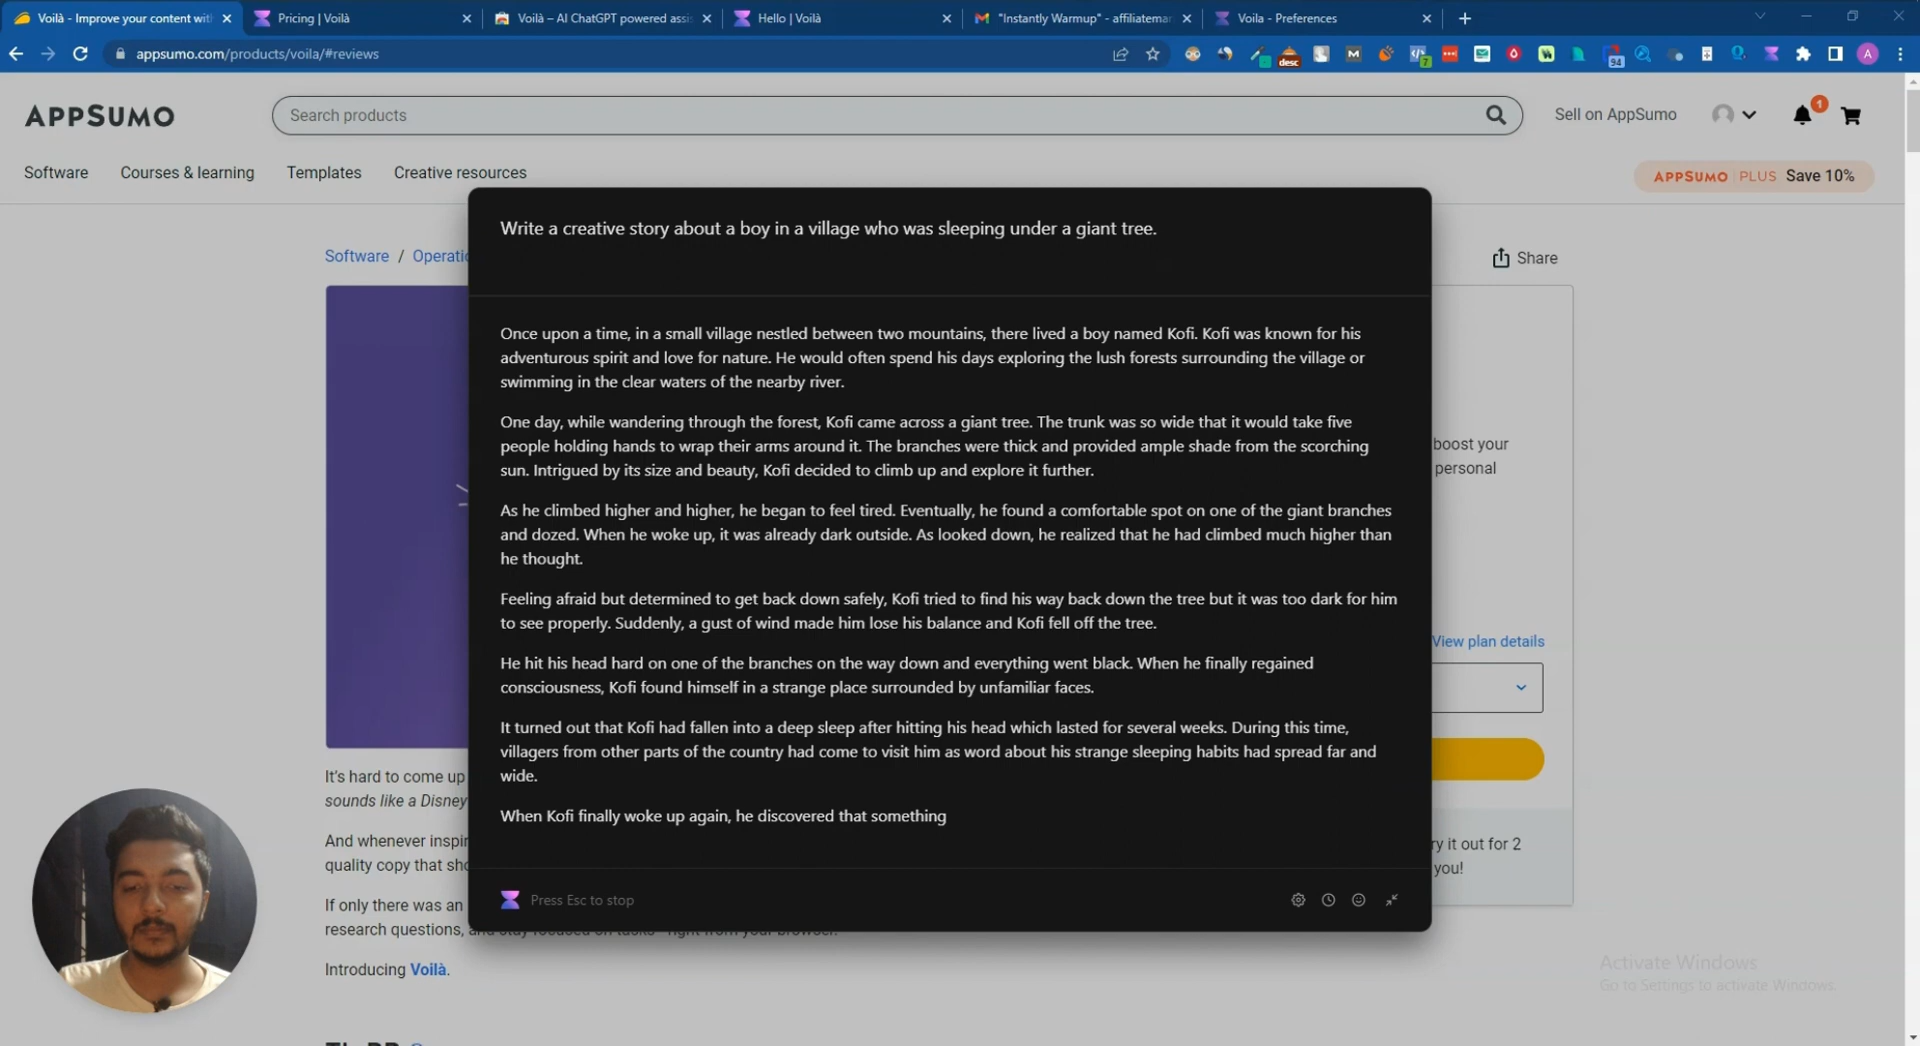 Voilà - Improve your content with
Pricing | Voilà
Voilà – AI ChatGPT powered assis
Hello | Voilà
"Instantly Warmup" - affiliatemar
Voila - Preferences
appsumo.com/products/voila/#reviews
desc
7
94
A
APPSUMO
Search products
Sell on AppSumo
1
Software
Courses & learning
Templates
Creative resources
APPSUMO PLUS Save 10%
Software / Operatio
Share
Write a creative story about a boy in a village who was sleeping under a giant tree.
Once upon a time, in a small village nestled between two mountains, there lived a boy named Kofi. Kofi was known for his
adventurous spirit and love for nature. He would often spend his days exploring the lush forests surrounding the village or
swimming in the clear waters of the nearby river.
One day, while wandering through the forest, Kofi came across a giant tree. The trunk was so wide that it would take five
people holding hands to wrap their arms around it. The branches were thick and provided ample shade from the scorching
sun. Intrigued by its size and beauty, Kofi decided to climb up and explore it further.
As he climbed higher and higher, he began to feel tired. Eventually, he found a comfortable spot on one of the giant branches
and dozed. When he woke up, it was already dark outside. As looked down, he realized that he had climbed much higher than
he thought.
Feeling afraid but determined to get back down safely, Kofi tried to find his way back down the tree but it was too dark for him
to see properly. Suddenly, a gust of wind made him lose his balance and Kofi fell off the tree.
He hit his head hard on one of the branches on the way down and everything went black. When he finally regained
consciousness, Kofi found himself in a strange place surrounded by unfamiliar faces.
It turned out that Kofi had fallen into a deep sleep after hitting his head which lasted for several weeks. During this time,
villagers from other parts of the country had come to visit him as word about his strange sleeping habits had spread far and
wide.
When Kofi finally woke up again, he discovered that something
Press Esc to stop
boost your
personal
View plan details
ry it out for 2
you!
It's hard to come up
sounds like a Disney
And whenever inspir
quality copy that sho
If only there was an
research questions, and stay focused on tasks—right from your browser.
Introducing Voilà.
Activate Windows
Go to Settings to activate Windows.